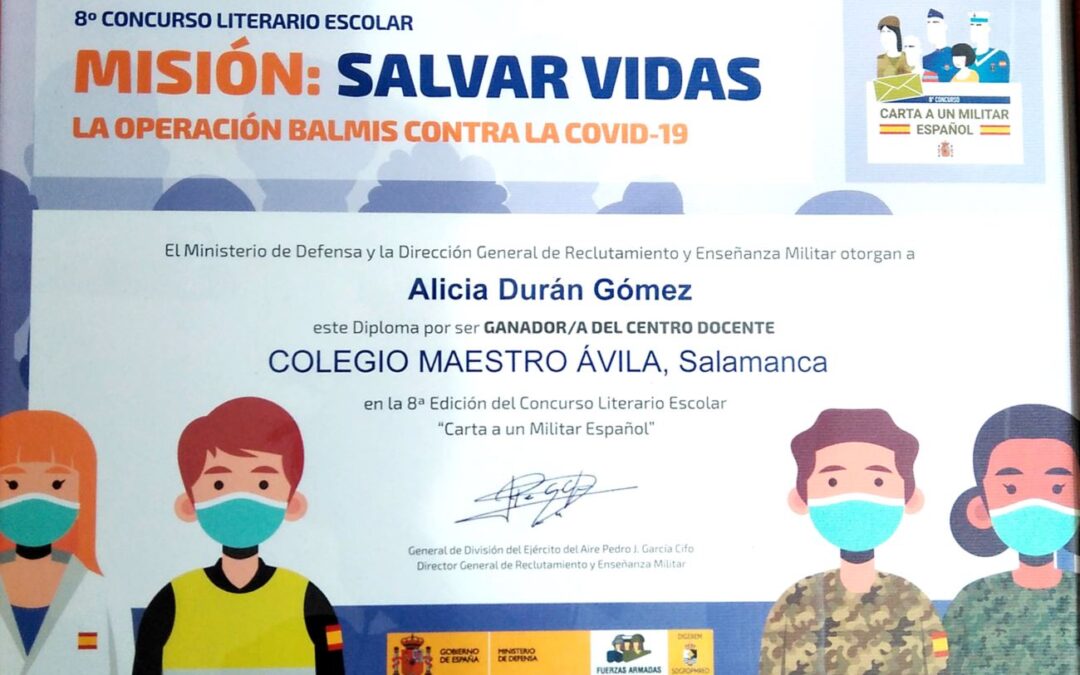 8º CONCURSO LITERARIO ESCOLAR
MISIÓN: SALVAR VIDAS
LA OPERACIÓN BALMIS CONTRA LA COVID-19
8º CONCURSO
CARTA A UN MILITAR
ESPAÑOL
El Ministerio de Defensa y la Dirección General de Reclutamiento y Enseñanza Militar otorgan a
Alicia Durán Gómez
este Diploma por ser GANADOR/A DEL CENTRO DOCENTE
COLEGIO MAESTRO ÁVILA, Salamanca
en la 8ª Edición del Concurso Literario Escolar
“Carta a un Militar Español”
General de División del Ejército del Aire Pedro J. García Cifo
Director General de Reclutamiento y Enseñanza Militar
GOBIERNO
DE ESPAÑA
MINISTERIO
DE DEFENSA
FUERZAS ARMADAS
DIGEREM
SDGROPMRED